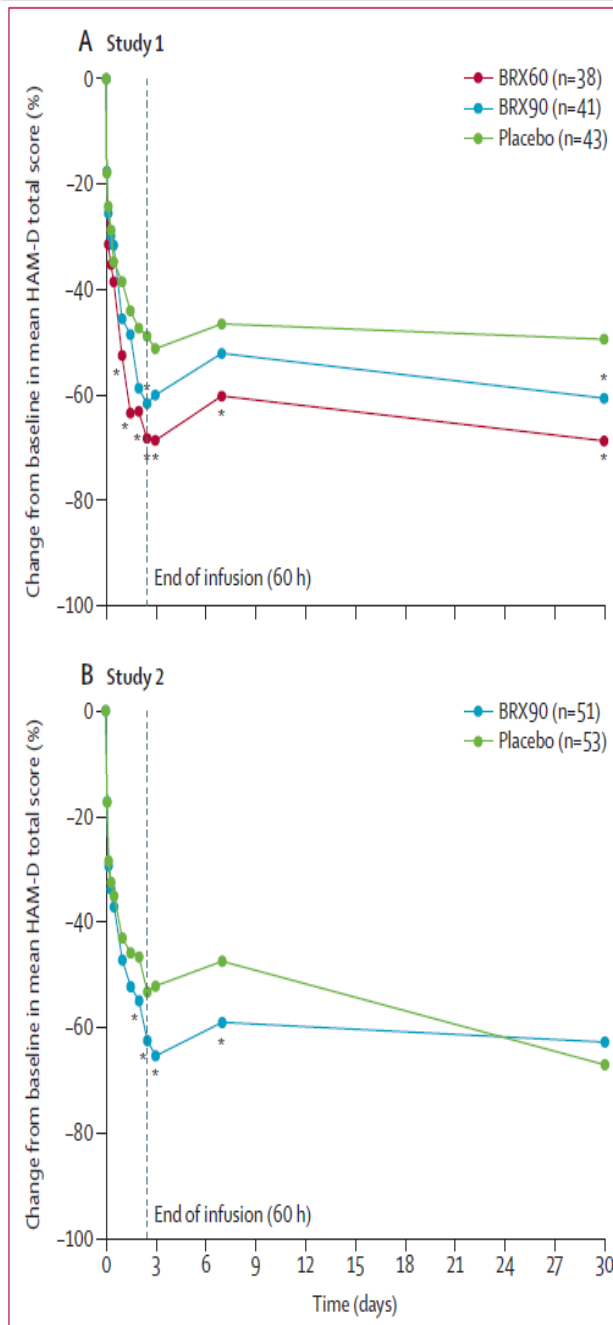 A Study 1
Change from baseline in mean HAM-D total score (%)
0
–20
–40
–60
–80
–100
BRX60 (n=38)
BRX90 (n=41)
Placebo (n=43)
*
*
*
*
**
*
*
*
End of infusion (60 h)
B Study 2
Change from baseline in mean HAM-D total score (%)
0
–20
–40
–60
–80
–100
BRX90 (n=51)
Placebo (n=53)
*
*
*
*
End of infusion (60 h)
0 3 6 9 12 15 18 21 24 27 30
Time (days)